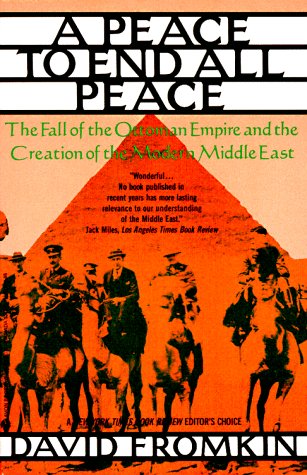 A PEACE
TO END ALL
PEACE
The Fall of the Ottoman Empire and the
Creation of the Modern Middle East
"Wonderful...
No book published in
recent years has more lasting
relevance to our understanding
of the Middle East."
Jack Miles, Los Angeles Times Book Review
A NEW YORK TIMES BOOK REVIEW EDITOR'S CHOICE
DAVID FROMKIN